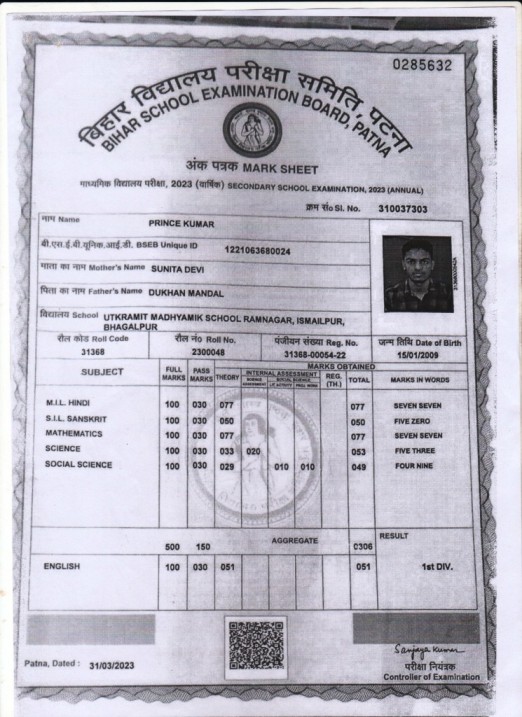 0285632
बिहार विद्यालय परीक्षा समिति, पटना
BIHAR SCHOOL EXAMINATION BOARD, PATNA
अंक पत्रक MARK SHEET
माध्यमिक विद्यालय परीक्षा, 2023 (वार्षिक) SECONDARY SCHOOL EXAMINATION, 2023 (ANNUAL)
क्रम सं० Sl. No. 310037303
नाम Name PRINCE KUMAR
बी.एस.ई.बी.यूनिक.आई.डी. BSEB Unique ID 1221063680024
माता का नाम Mother's Name SUNITA DEVI
पिता का नाम Father's Name DUKHAN MANDAL
विद्यालय School UTKRAMIT MADHYAMIK SCHOOL RAMNAGAR, ISMAILPUR,
BHAGALPUR
रौल कोड Roll Code रौल नं० Roll No. पंजीयन संख्या Reg. No. जन्म तिथि Date of Birth
31368 2300048 31368-00054-22 15/01/2009
SUBJECT FULL MARKS PASS MARKS THEORY INTERNAL ASSESSMENT REG. (TH.) MARKS OBTAINED TOTAL MARKS IN WORDS
M.I.L. HINDI 100 030 077 077 SEVEN SEVEN
S.I.L. SANSKRIT 100 030 050 050 FIVE ZERO
MATHEMATICS 100 030 077 077 SEVEN SEVEN
SCIENCE 100 030 033 020 053 FIVE THREE
SOCIAL SCIENCE 100 030 029 010 010 049 FOUR NINE
500 150 AGGREGATE 0306 RESULT
ENGLISH 100 030 051 051 1st DIV.
Patna, Dated : 31/03/2023
Sanjaya Kumar
परीक्षा नियंत्रक
Controller of Examination